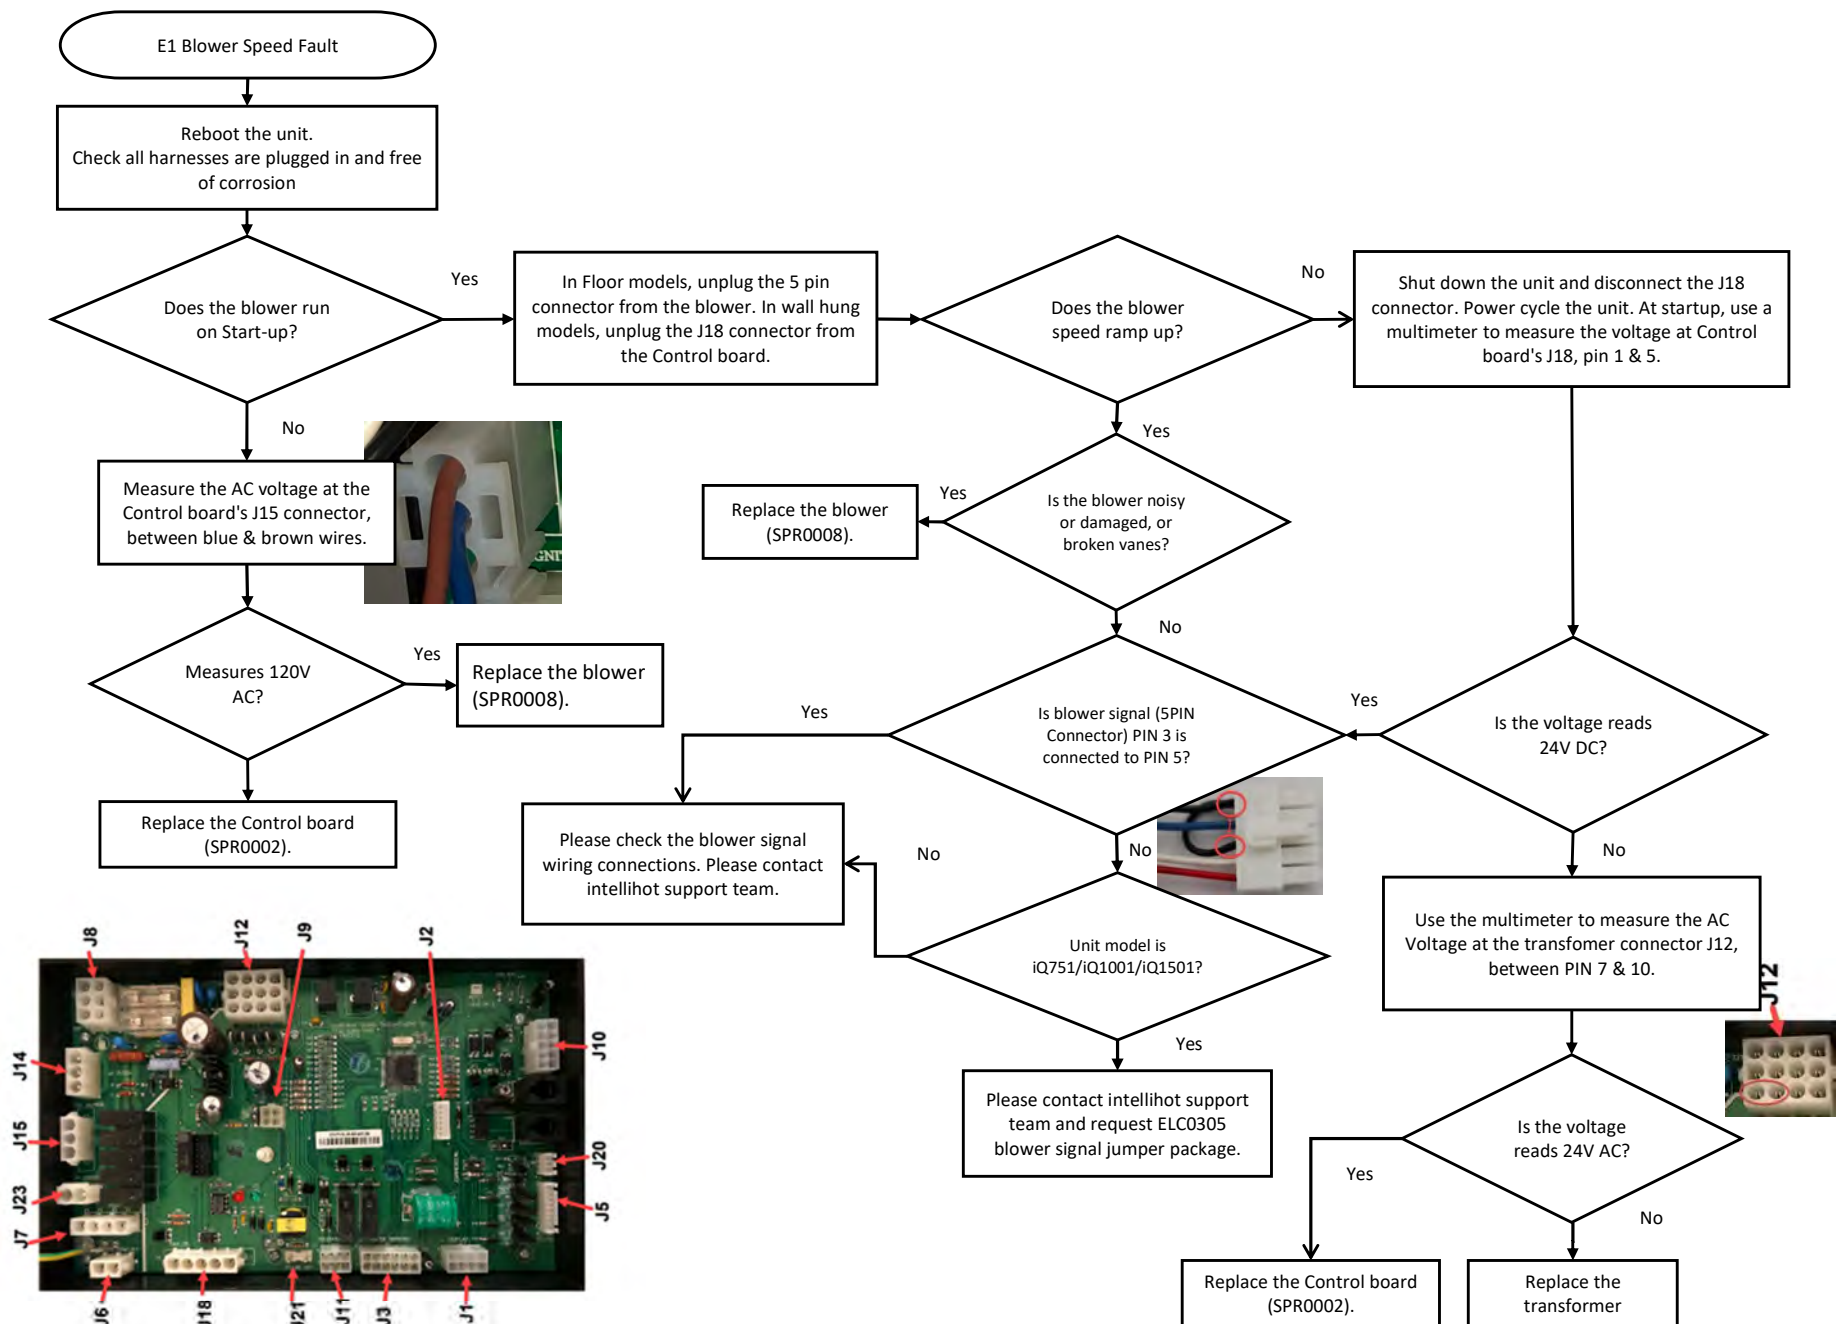 E1 Blower Speed Fault
Reboot the unit.
Check all harnesses are plugged in and free
of corrosion
Does the blower run
on Start-up?
Yes
No
In Floor models, unplug the 5 pin
connector from the blower. In wall hung
models, unplug the J18 connector from
the Control board.
Does the blower
speed ramp up?
No
Yes
Shut down the unit and disconnect the J18
connector. Power cycle the unit. At startup, use a
multimeter to measure the voltage at Control
board's J18, pin 1 & 5.
Measure the AC voltage at the
Control board's J15 connector,
between blue & brown wires.
GNI
Replace the blower
(SPR0008).
Yes
Is the blower noisy
or damaged, or
broken vanes?
No
Measures 120V
AC?
Yes
Replace the blower
(SPR0008).
Yes
Is blower signal (5PIN
Connector) PIN 3 is
connected to PIN 5?
Yes
No
Is the voltage reads
24V DC?
No
Replace the Control board
(SPR0002).
Please check the blower signal
wiring connections. Please contact
intellihot support team.
No
Unit model is
iQ751/iQ1001/iQ1501?
Yes
Use the multimeter to measure the AC
Voltage at the transfomer connector J12,
between PIN 7 & 10.
J12
Please contact intellihot support
team and request ELC0305
blower signal jumper package.
Is the voltage
reads 24V AC?
Yes
No
Replace the Control board
(SPR0002).
Replace the
transformer
J8
J12
J9
J2
J14
J10
J15
J20
J23
J5
J7
J6
J18
J21
J11
J3
J1